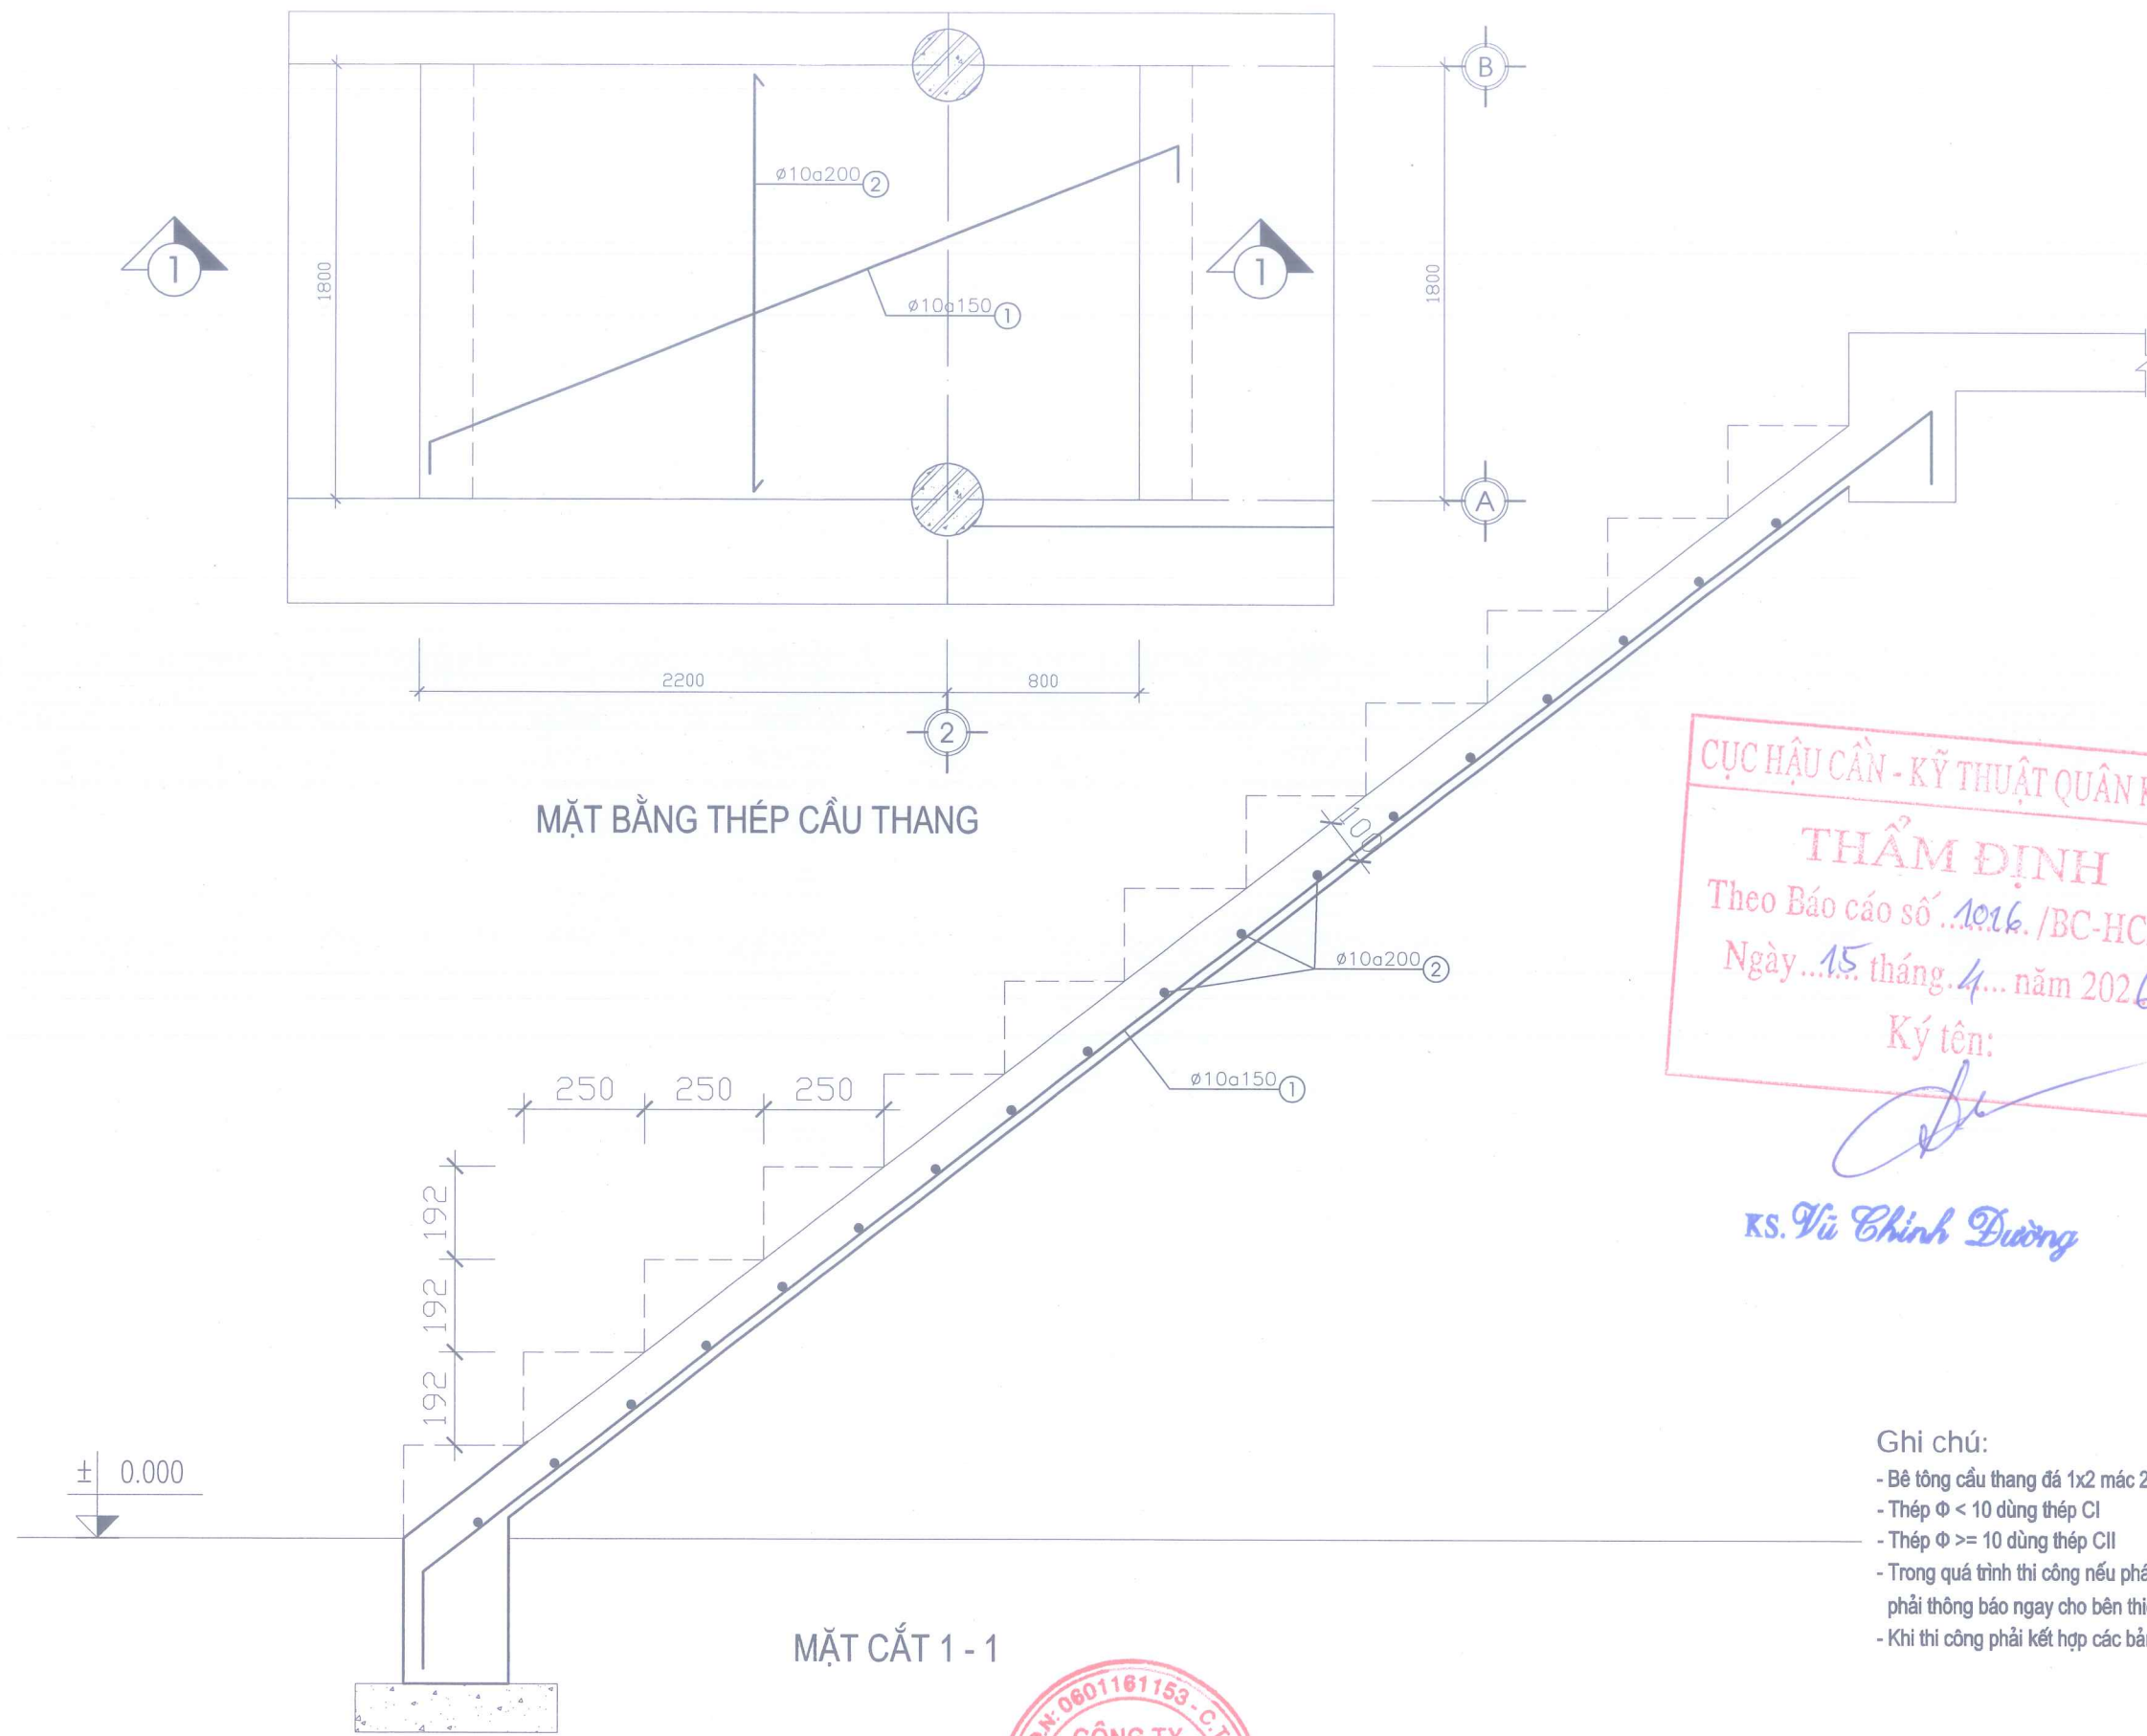 B
ø10a200 2
1
1
1800
1800
ø10a150 1
A
2200
800
2
MẶT BẰNG THÉP CẦU THANG
100
CỤC HẬU CẦN - KỸ THUẬT QUÂN
THẨM ĐỊNH
Theo Báo cáo số 1016 /BC-HC
Ngày 15 tháng 4 năm 2026
Ký tên:
KS. Vũ Chinh Đường
ø10a200 2
ø10a150 1
250 250 250
192
192
192
± 0.000
Ghi chú:
- Bê tông cầu thang đá 1x2 mác 2
- Thép Φ < 10 dùng thép CI
- Thép Φ >= 10 dùng thép CII
- Trong quá trình thi công nếu phá
phải thông báo ngay cho bên thi
- Khi thi công phải kết hợp các bả
MẶT CẮT 1 - 1
N: 0601161153 - C.T
CÔNG TY